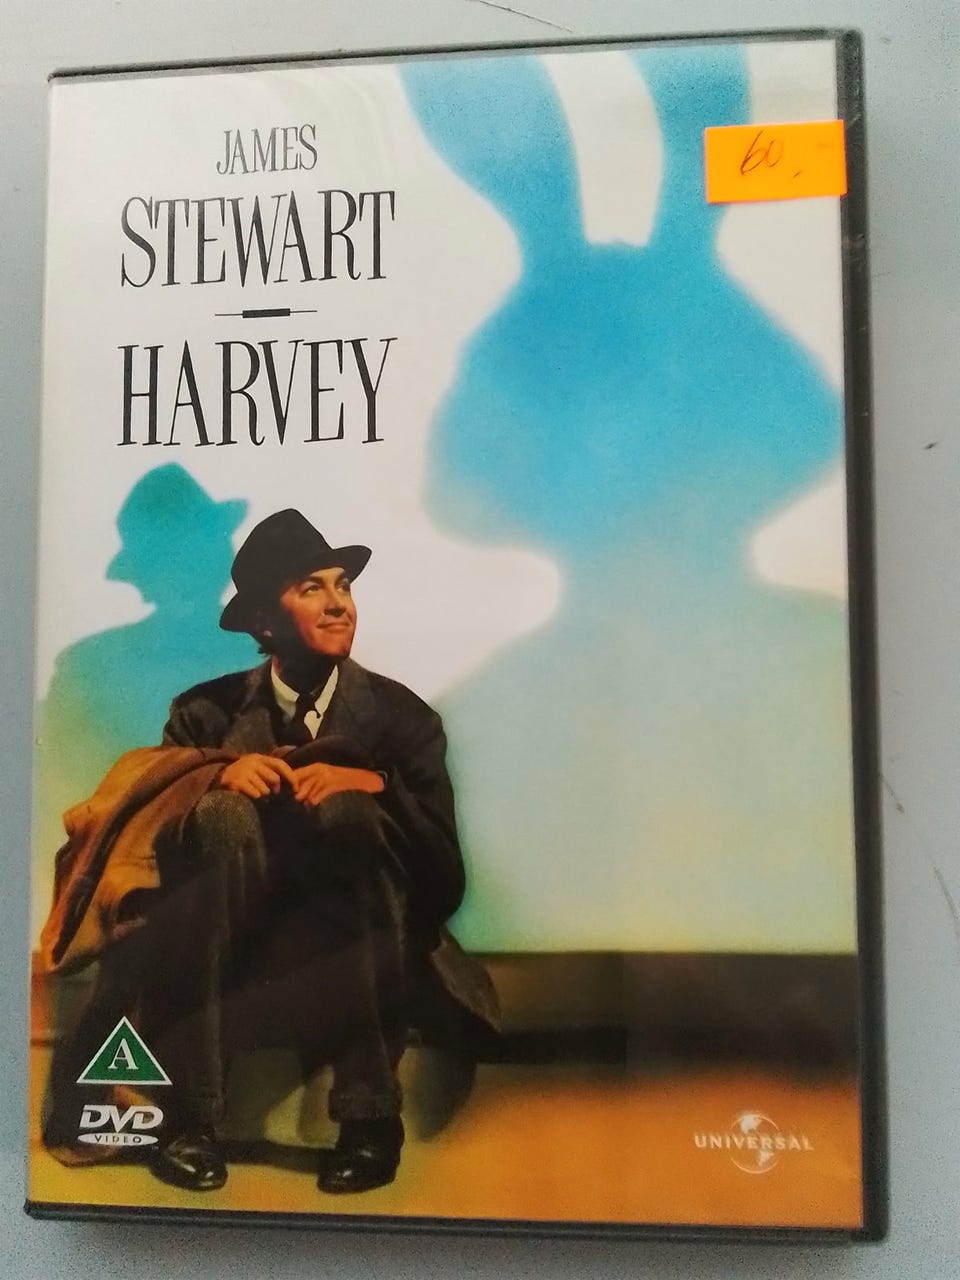 JAMES
STEWART
HARVEY
60,-
A
DVD
VIDEO
UNIVERSAL